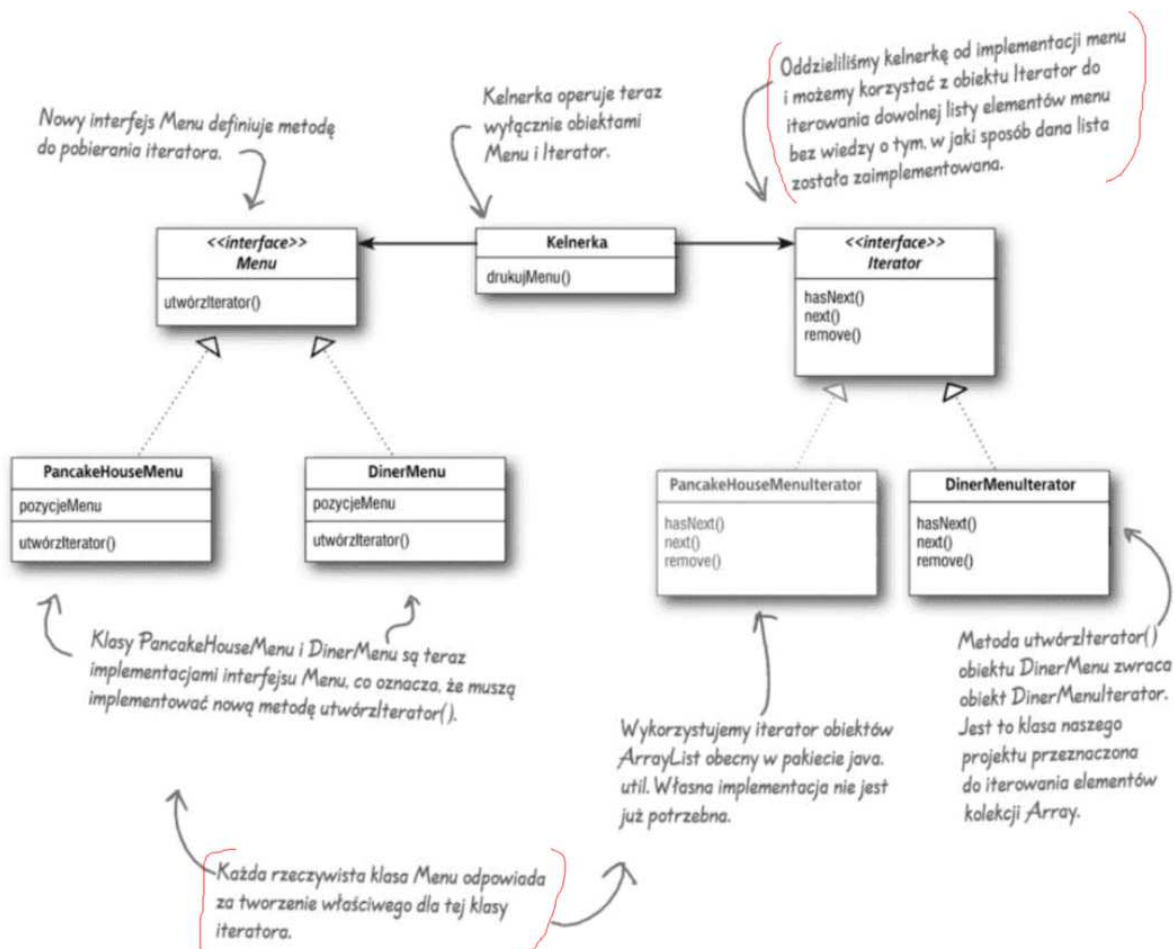 Nowy interfejs Menu definiuje metodę
do pobierania iteratora.
Kelnerka operuje teraz
wyłącznie obiektami
Menu i Iterator.
Oddzieliliśmy kelnerkę od implementacji menu
i możemy korzystać z obiektu Iterator do
iterowania dowolnej listy elementów menu
bez wiedzy o tym, w jaki sposób dana lista
została zaimplementowana.
<<interface>>
Menu
utwórzIterator()
Kelnerka
drukujMenu()
<<interface>>
Iterator
hasNext()
next()
remove()
PancakeHouseMenu
pozycjeMenu
utwórzIterator()
DinerMenu
pozycjeMenu
utwórzIterator()
PancakeHouseMenuIterator
hasNext()
next()
remove()
DinerMenuIterator
hasNext()
next()
remove()
Klasy PancakeHouseMenu i DinerMenu są teraz
implementacjami interfejsu Menu, co oznacza, że muszą
implementować nową metodę utwórzIterator().
Wykorzystujemy iterator obiektów
ArrayList obecny w pakiecie java.
util. Własna implementacja nie jest
już potrzebna.
Metoda utwórzIterator()
obiektu DinerMenu zwraca
obiekt DinerMenuIterator.
Jest to klasa naszego
projektu przeznaczona
do iterowania elementów
kolekcji Array.
Każda rzeczywista klasa Menu odpowiada
za tworzenie właściwego dla tej klasy
iteratora.